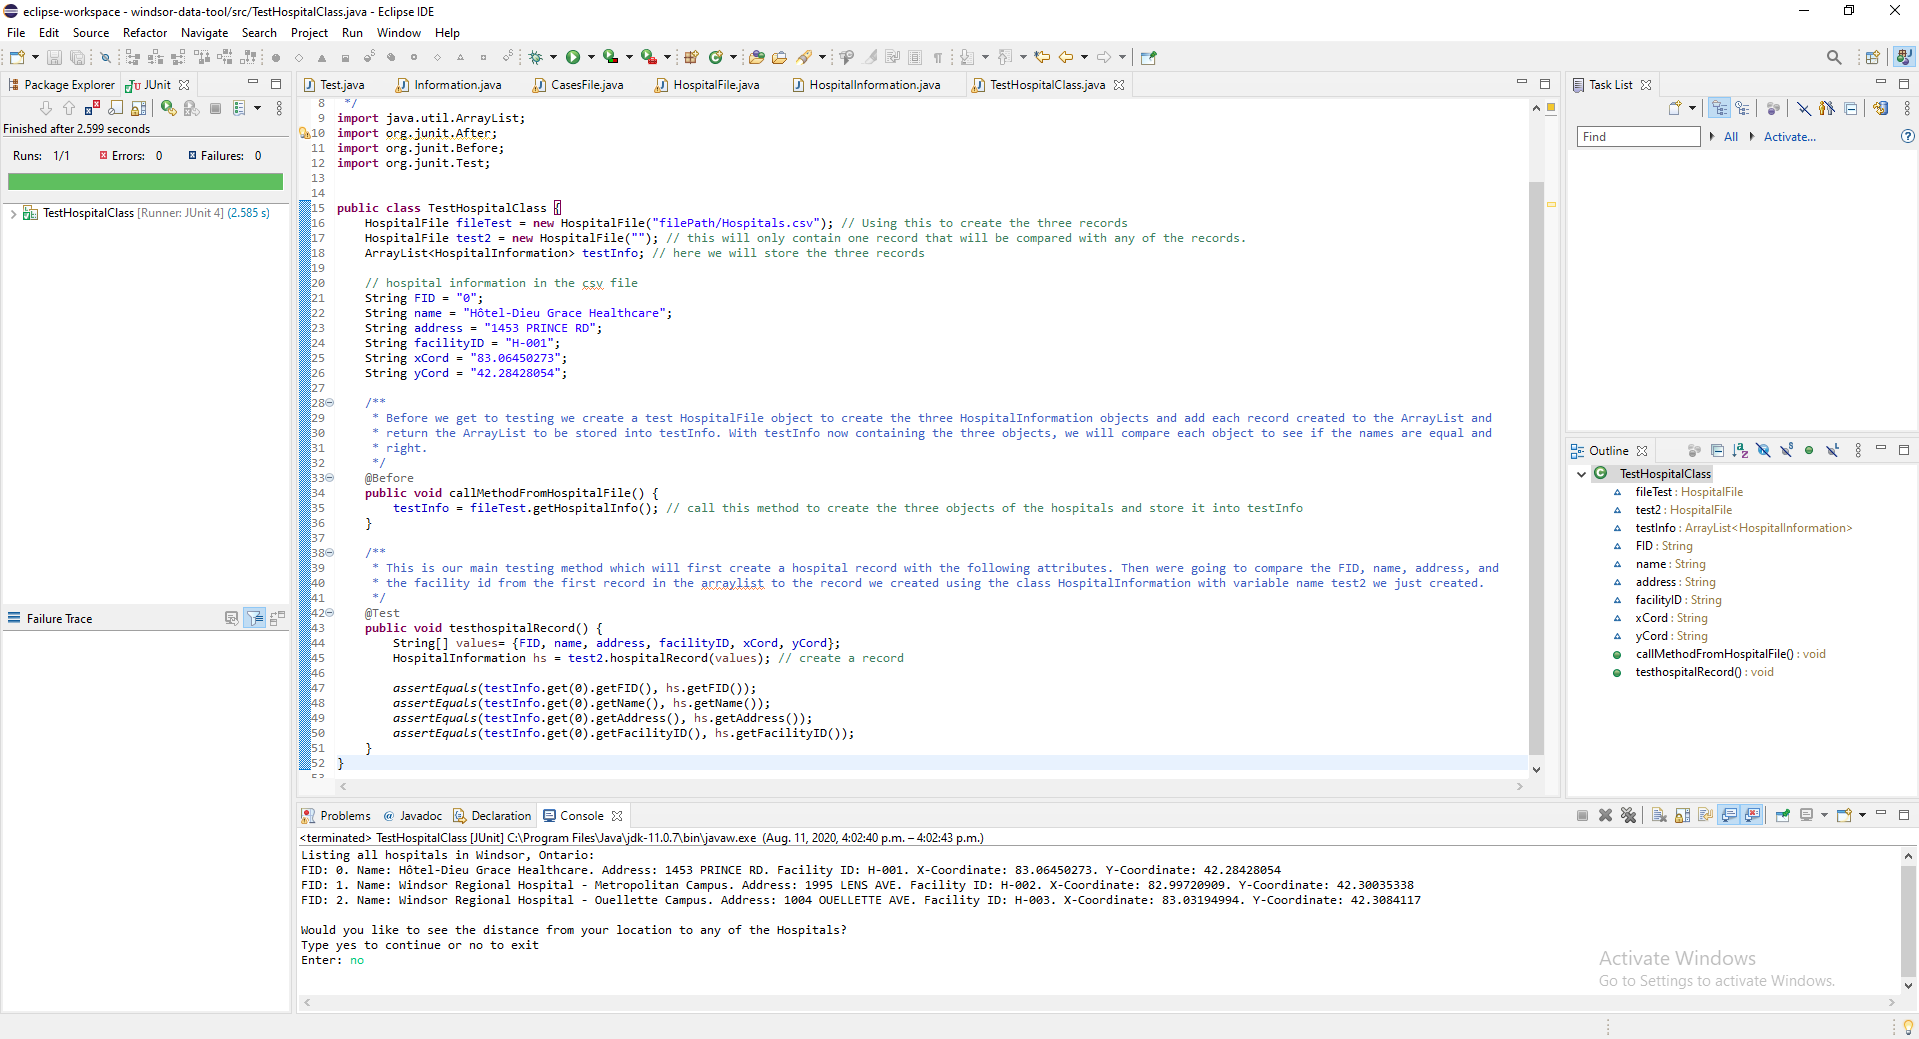 eclipse-workspace - windsor-data-tool/src/TestHospitalClass.java - Eclipse IDE
File Edit Source Refactor Navigate Search Project Run Window Help
Package Explorer JUnit
Finished after 2.599 seconds
Runs: 1/1 Errors: 0 Failures: 0
TestHospitalClass [Runner: JUnit 4] (2.585 s)
Failure Trace
Test.java Information.java CasesFile.java HospitalFile.java HospitalInformation.java TestHospitalClass.java
8 */
9 import java.util.ArrayList;
10 import org.junit.After;
11 import org.junit.Before;
12 import org.junit.Test;
13
14
15 public class TestHospitalClass {
16 HospitalFile fileTest = new HospitalFile("filePath/Hospitals.csv"); // Using this to create the three records
17 HospitalFile test2 = new HospitalFile(""); // this will only contain one record that will be compared with any of the records.
18 ArrayList<HospitalInformation> testInfo; // here we will store the three records
19
20 // hospital information in the csv file
21 String FID = "0";
22 String name = "Hôtel-Dieu Grace Healthcare";
23 String address = "1453 PRINCE RD";
24 String facilityID = "H-001";
25 String xCord = "83.06450273";
26 String yCord = "42.28428054";
27
28 /**
29 * Before we get to testing we create a test HospitalFile object to create the three HospitalInformation objects and add each record created to the ArrayList and
30 * return the ArrayList to be stored into testInfo. With testInfo now containing the three objects, we will compare each object to see if the names are equal and
31 * right.
32 */
33 @Before
34 public void callMethodFromHospitalFile() {
35 testInfo = fileTest.getHospitalInfo(); // call this method to create the three objects of the hospitals and store it into testInfo
36 }
37
38 /**
39 * This is our main testing method which will first create a hospital record with the following attributes. Then were going to compare the FID, name, address, and
40 * the facility id from the first record in the arraylist to the record we created using the class HospitalInformation with variable name test2 we just created.
41 */
42 @Test
43 public void testhospitalRecord() {
44 String[] values= {FID, name, address, facilityID, xCord, yCord};
45 HospitalInformation hs = test2.hospitalRecord(values); // create a record
46
47 assertEquals(testInfo.get(0).getFID(), hs.getFID());
48 assertEquals(testInfo.get(0).getName(), hs.getName());
49 assertEquals(testInfo.get(0).getAddress(), hs.getAddress());
50 assertEquals(testInfo.get(0).getFacilityID(), hs.getFacilityID());
51 }
52 }
53
Task List
Find All Activate...
Outline
TestHospitalClass
fileTest : HospitalFile
test2 : HospitalFile
testInfo : ArrayList<HospitalInformation>
FID : String
name : String
address : String
facilityID : String
xCord : String
yCord : String
callMethodFromHospitalFile() : void
testhospitalRecord() : void
Problems Javadoc Declaration Console
<terminated> TestHospitalClass [JUnit] C:\Program Files\Java\jdk-11.0.7\bin\javaw.exe (Aug. 11, 2020, 4:02:40 p.m. – 4:02:43 p.m.)
Listing all hospitals in Windsor, Ontario:
FID: 0. Name: Hôtel-Dieu Grace Healthcare. Address: 1453 PRINCE RD. Facility ID: H-001. X-Coordinate: 83.06450273. Y-Coordinate: 42.28428054
FID: 1. Name: Windsor Regional Hospital - Metropolitan Campus. Address: 1995 LENS AVE. Facility ID: H-002. X-Coordinate: 82.99720909. Y-Coordinate: 42.30035338
FID: 2. Name: Windsor Regional Hospital - Ouellette Campus. Address: 1004 OUELLETTE AVE. Facility ID: H-003. X-Coordinate: 83.03194994. Y-Coordinate: 42.3084117
Would you like to see the distance from your location to any of the Hospitals?
Type yes to continue or no to exit
Enter: no
Activate Windows
Go to Settings to activate Windows.